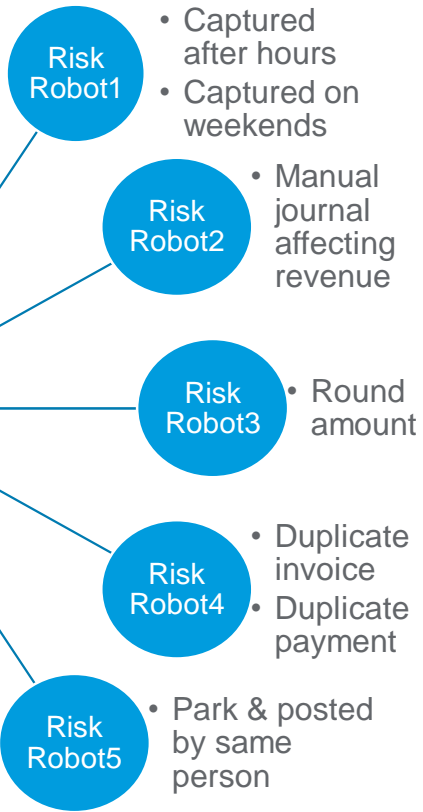 Risk
Robot1
• Captured
after hours
• Captured on
weekends
Risk
Robot2
• Manual
journal
affecting
revenue
Risk
Robot3
• Round
amount
Risk
Robot4
• Duplicate
invoice
• Duplicate
payment
Risk
Robot5
• Park & posted
by same
person